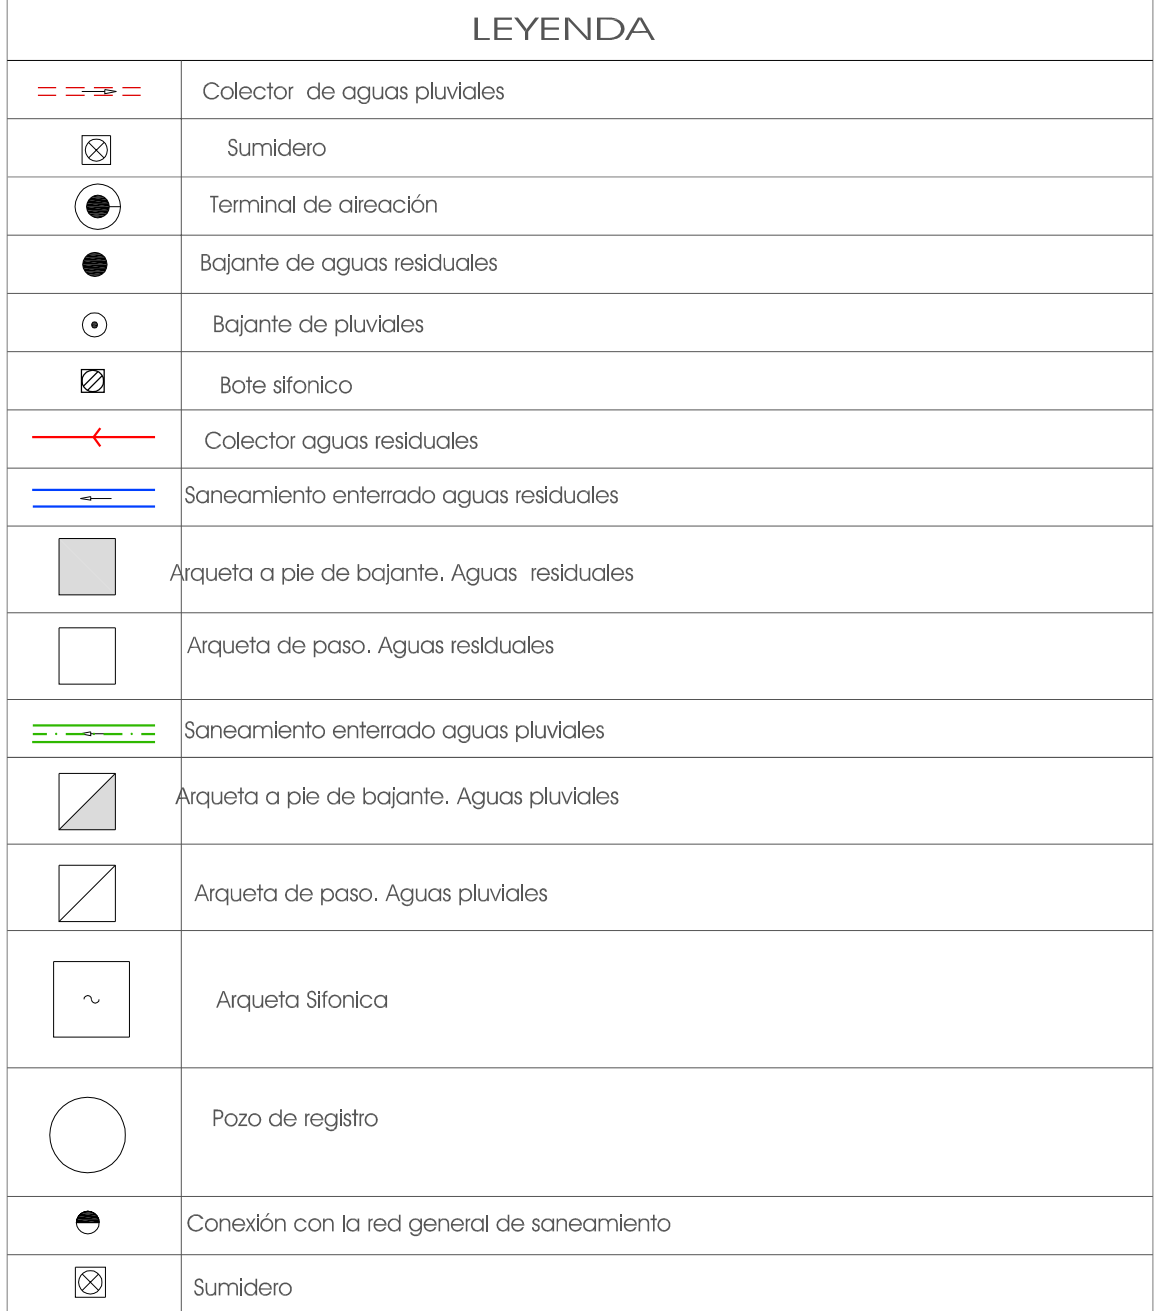 LEYENDA
Colector de aguas pluviales
Sumidero
Terminal de aireación
Bajante de aguas residuales
Bajante de pluviales
Bote sifonico
Colector aguas residuales
Saneamiento enterrado aguas residuales
Arqueta a pie de bajante. Aguas residuales
Arqueta de paso. Aguas residuales
Saneamiento enterrado aguas pluviales
Arqueta a pie de bajante. Aguas pluviales
Arqueta de paso. Aguas pluviales
Arqueta Sifonica
Pozo de registro
Conexión con la red general de saneamiento
Sumidero